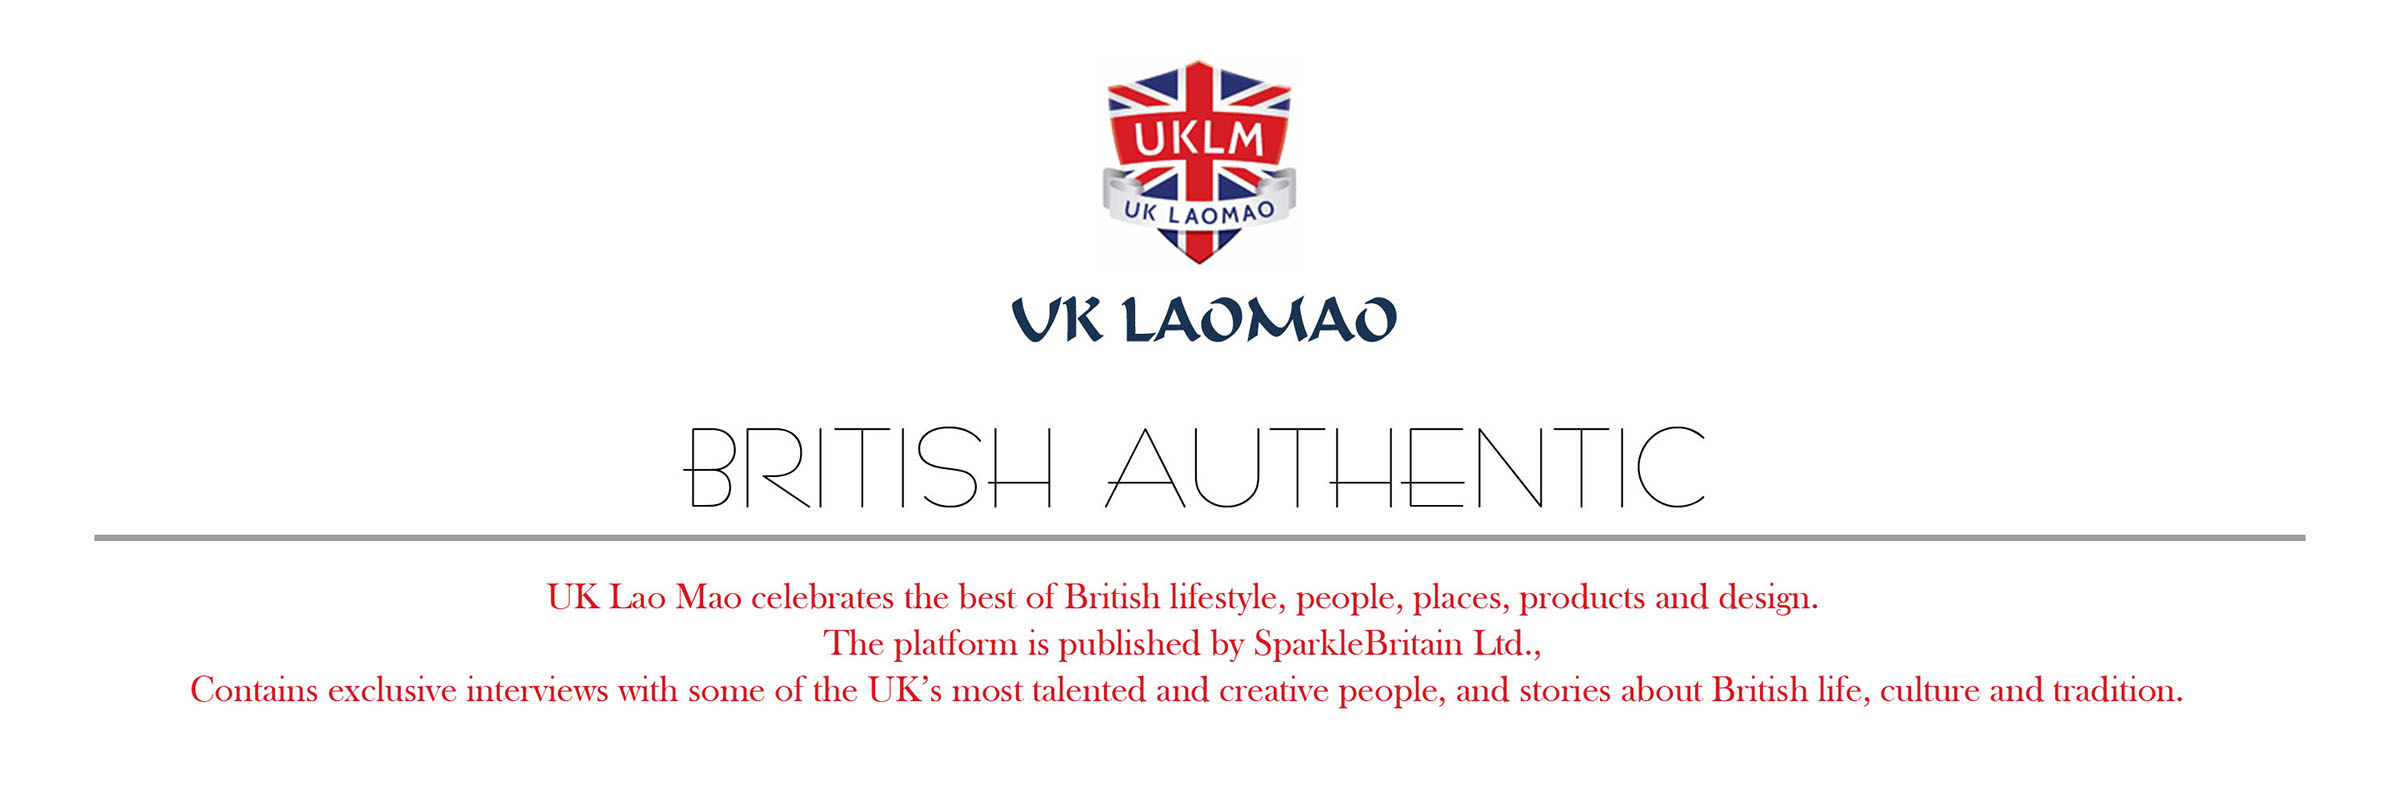 UKLM
UK LAOMAO
UK LAOMAO
BRITISH AUTHENTIC
UK Lao Mao celebrates the best of British lifestyle, people, places, products and design.
The platform is published by SparkleBritain Ltd.,
Contains exclusive interviews with some of the UK’s most talented and creative people, and stories about British life, culture and tradition.